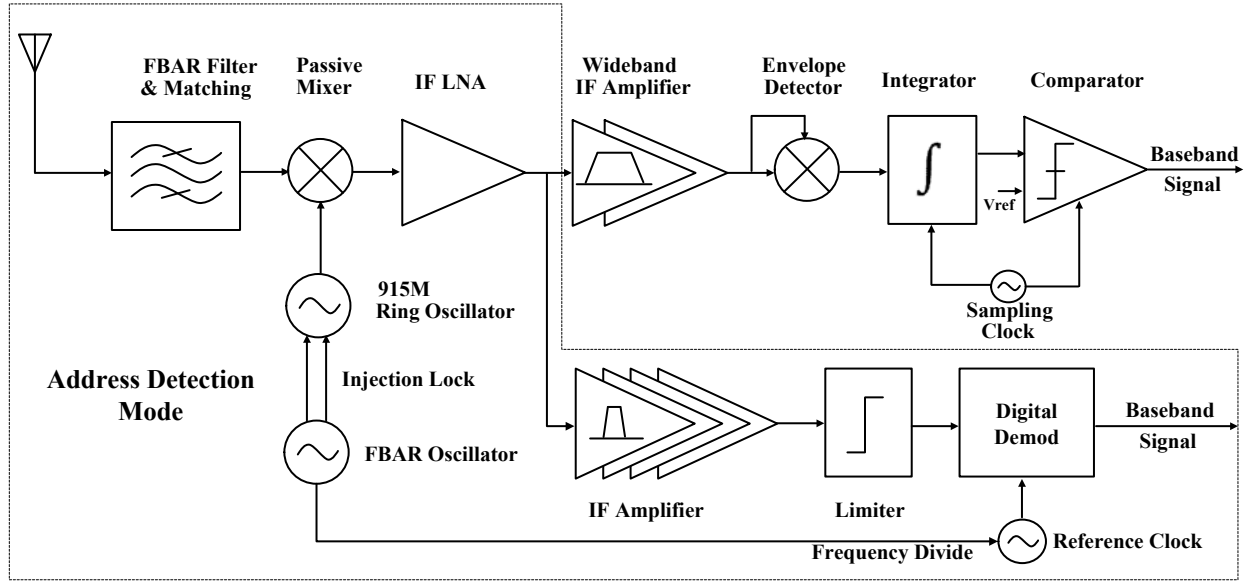 FBAR Filter
& Matching
Passive
Mixer
IF LNA
Wideband
IF Amplifier
Envelope
Detector
Integrator
Comparator
∫
Baseband
Signal
Vref
Sampling
Clock
915M
Ring Oscillator
Address Detection
Mode
Injection Lock
FBAR Oscillator
IF Amplifier
Limiter
Digital
Demod
Baseband
Signal
Frequency Divide
Reference Clock